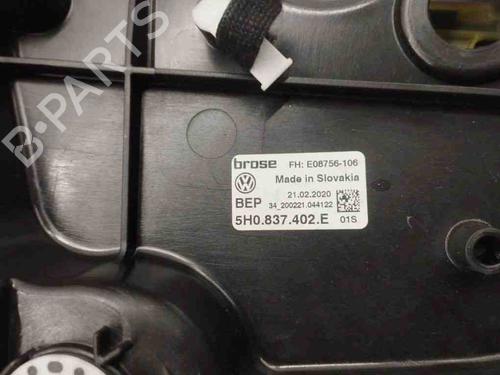 brose FH: E08756-106
Made in Slovakia
21.02.2020
BEP 34_200221.044122
5H0.837.402.E 01S
B-PARTS